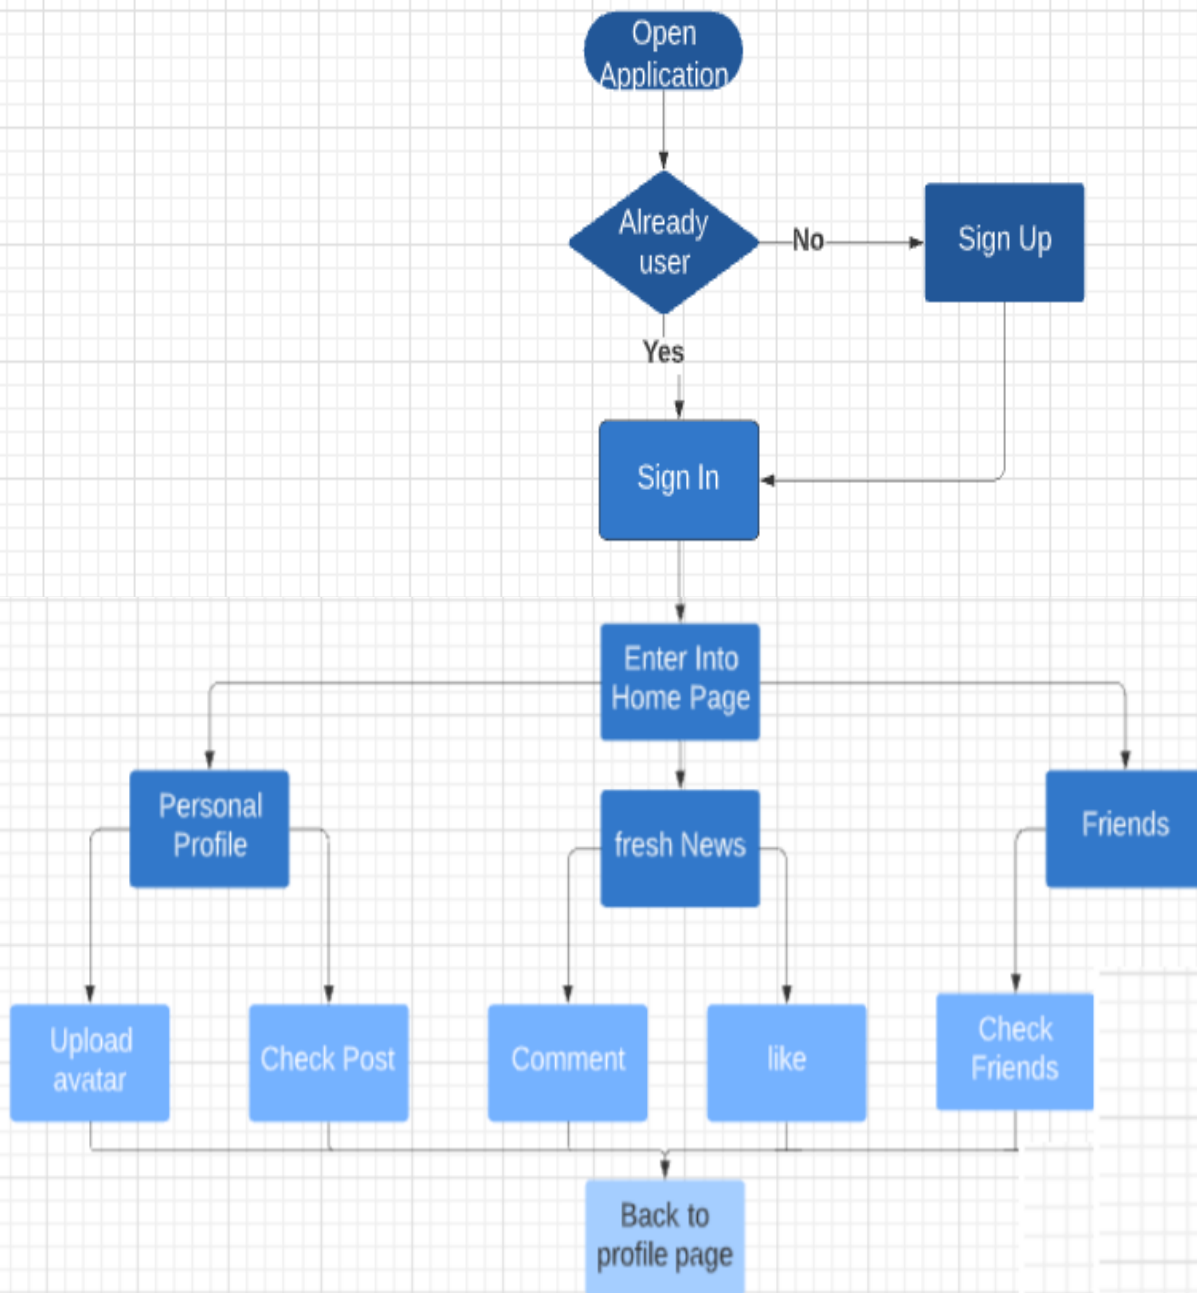 Open
Application
Already
user
No
Sign Up
Yes
Sign In
Enter Into
Home Page
Personal
Profile
fresh News
Friends
Upload
avatar
Check Post
Comment
like
Check
Friends
Back to
profile page